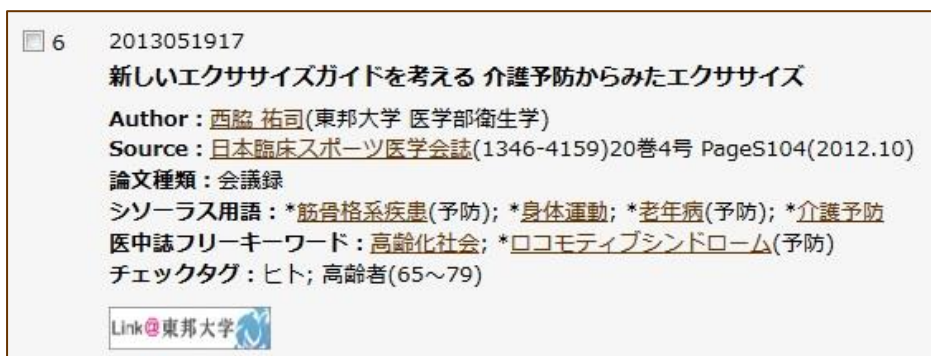 6 2013051917
新しいエクササイズガイドを考える 介護予防からみたエクササイズ
Author：西脇 祐司(東邦大学 医学部衛生学)
Source：日本臨床スポーツ医学会誌(1346-4159)20巻4号 PageS104(2012.10)
論文種類：会議録
シソーラス用語：*筋骨格系疾患(予防); *身体運動; *老年病(予防); *介護予防
医中誌フリーキーワード：高齢化社会; *ロコモティブシンドローム(予防)
チェックタグ：ヒト; 高齢者(65～79)
Link@東邦大学